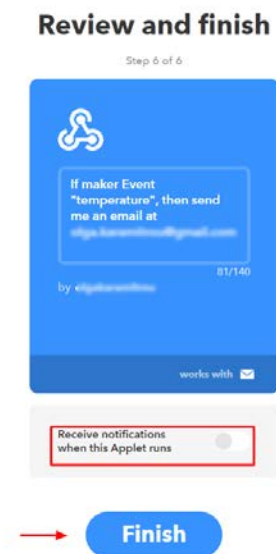 Review and finish
Step 6 of 6
If maker Event
"temperature", then send
me an email at
81/140
by
works with
Receive notifications
when this Applet runs
Finish